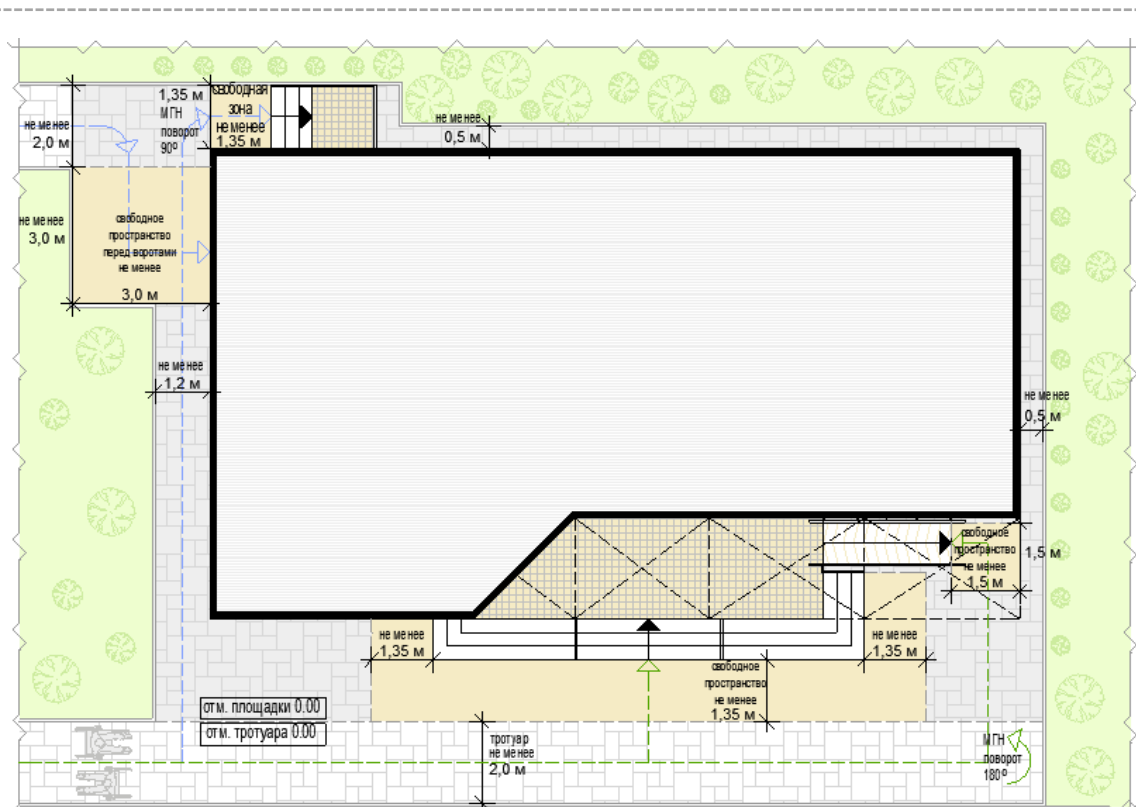 1,35 м
МГН
поворот
90º
свободная
зона
не менее
1,35 м
не менее
2,0 м
не менее
0,5 м
не менее
3,0 м
свободное
пространство
перед воротами
не менее
3,0 м
не менее
1,2 м
не менее
0,5 м
свободное
пространство
не менее
1,5 м
1,5 м
не менее
1,35 м
не менее
1,35 м
свободное
пространство
не менее
1,35 м
отм. площадки 0.00
отм. тротуара 0.00
тротуар
не менее
2,0 м
МГН
поворот
180º